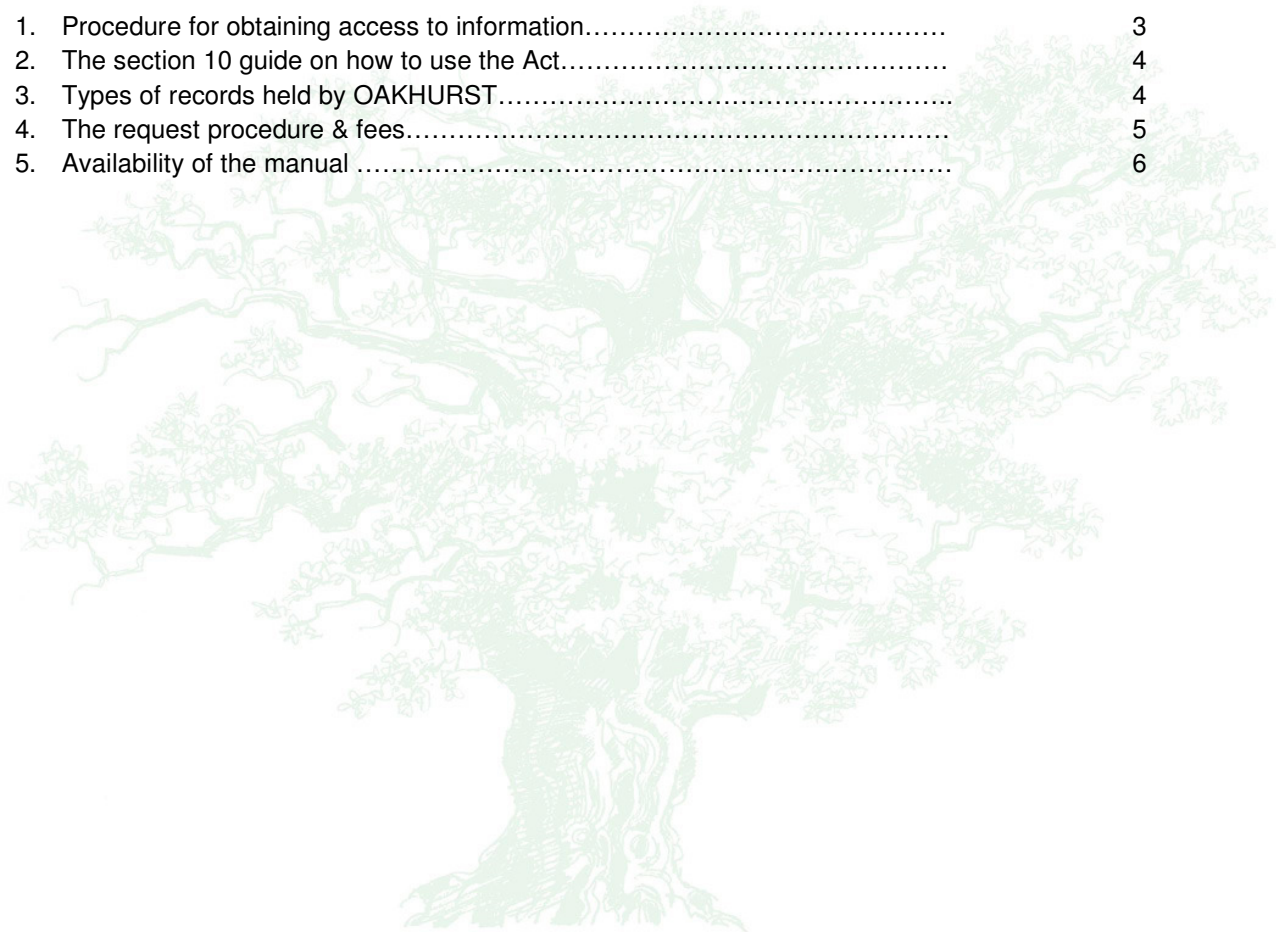 1. Procedure for obtaining access to information………………………………… 3
2. The section 10 guide on how to use the Act………………………………… 4
3. Types of records held by OAKHURST……………………………………….. 4
4. The request procedure & fees………………………………………………… 5
5. Availability of the manual ……………………………………………………… 6